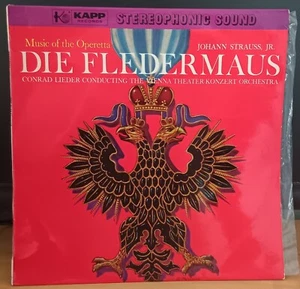 KAPP RECORDS STEREOPHONIC SOUND
Music of the Operetta JOHANN STRAUSS, JR.
DIE FLEDERMAUS
CONRAD LIEDER CONDUCTING THE VIENNA THEATER-KONZERT ORCHESTRA